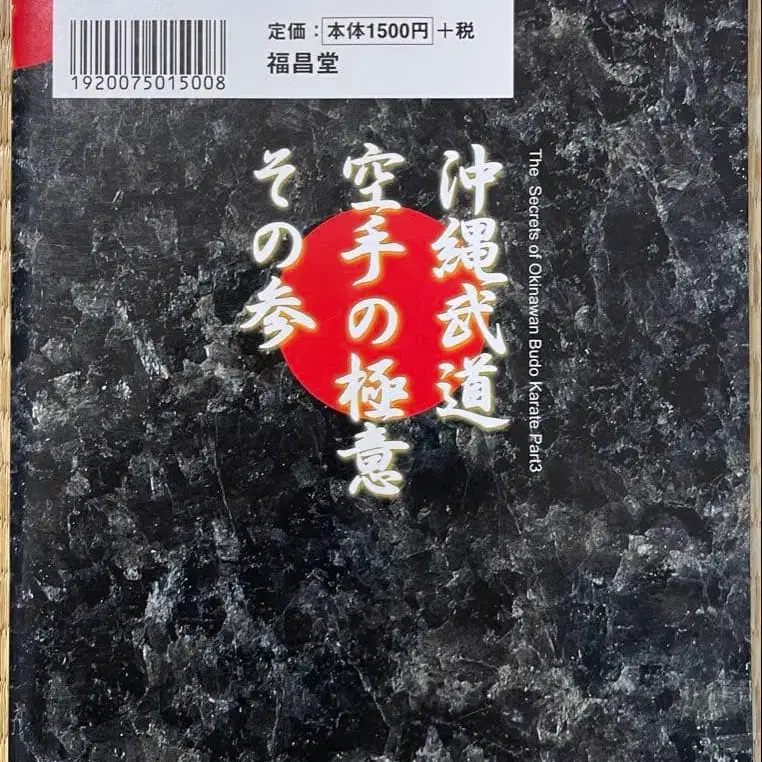 定価：本体1500円＋税
福昌堂
1920075015008
沖縄武道
空手の極意
その参
The Secrets of Okinawan Budo Karate Part3